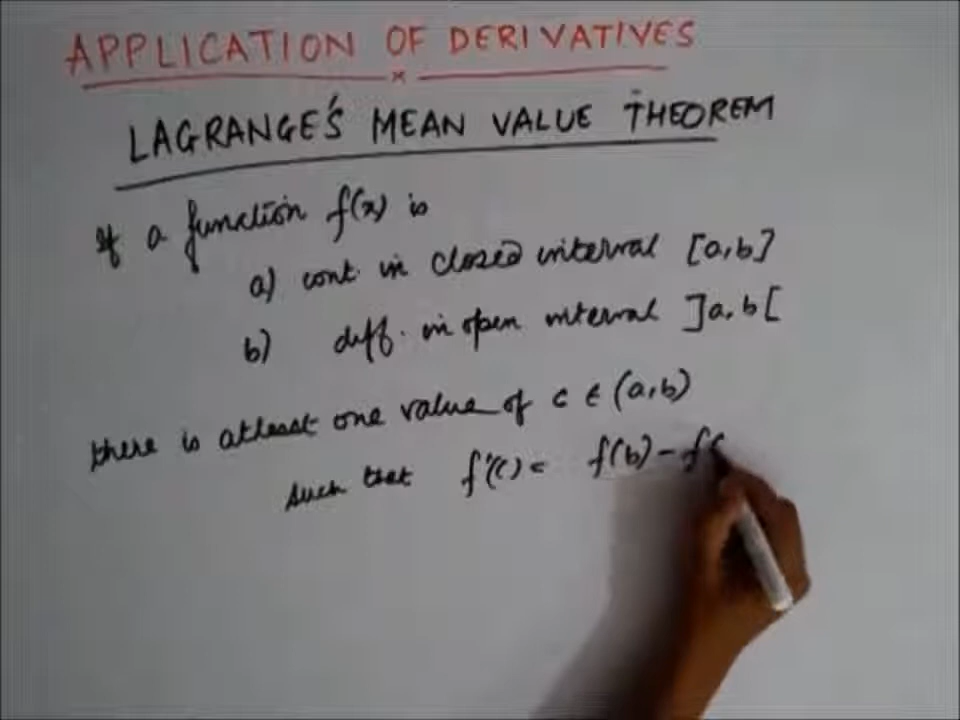 APPLICATION OF DERIVATIVES
x
LAGRANGE'S MEAN VALUE THEOREM
If a function f(x) is
a) cont. in closed interval [a,b]
b) diff. in open interval ]a,b[
there is atleast one value of c ∈ (a,b)
such that f'(c) = f(b) - f(